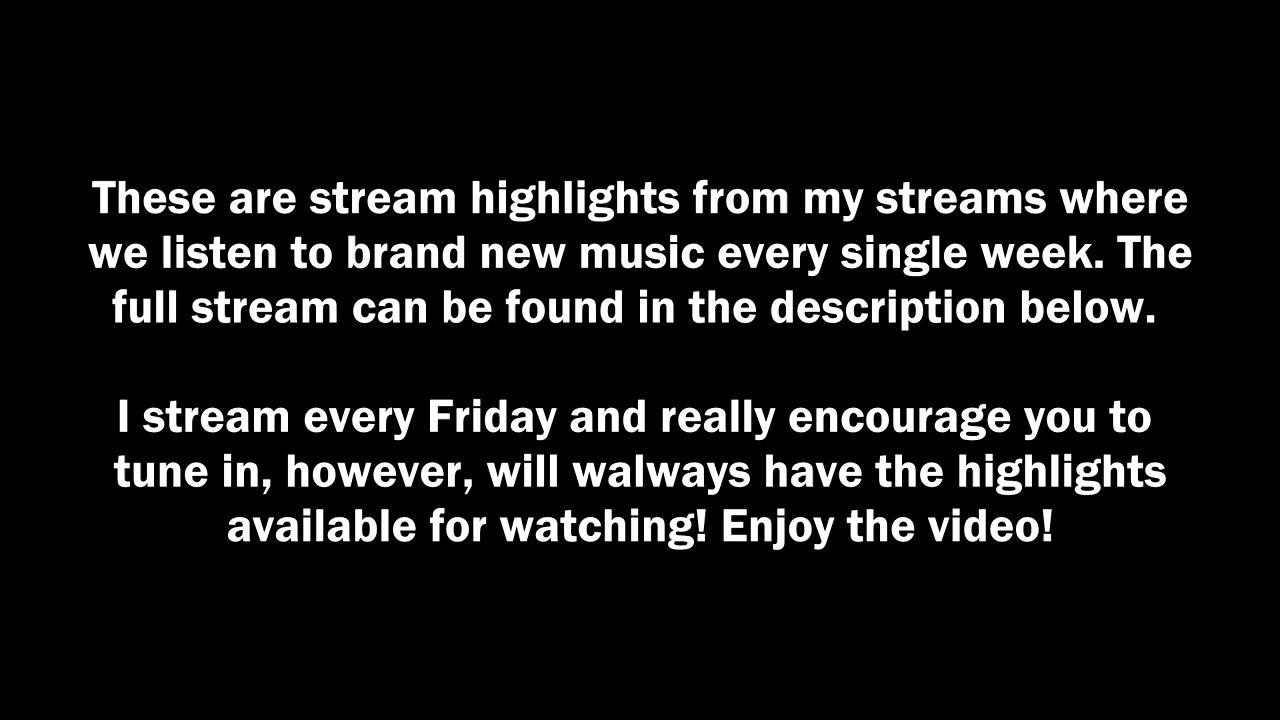 These are stream highlights from my streams where
we listen to brand new music every single week. The
full stream can be found in the description below.
I stream every Friday and really encourage you to
tune in, however, will walways have the highlights
available for watching! Enjoy the video!